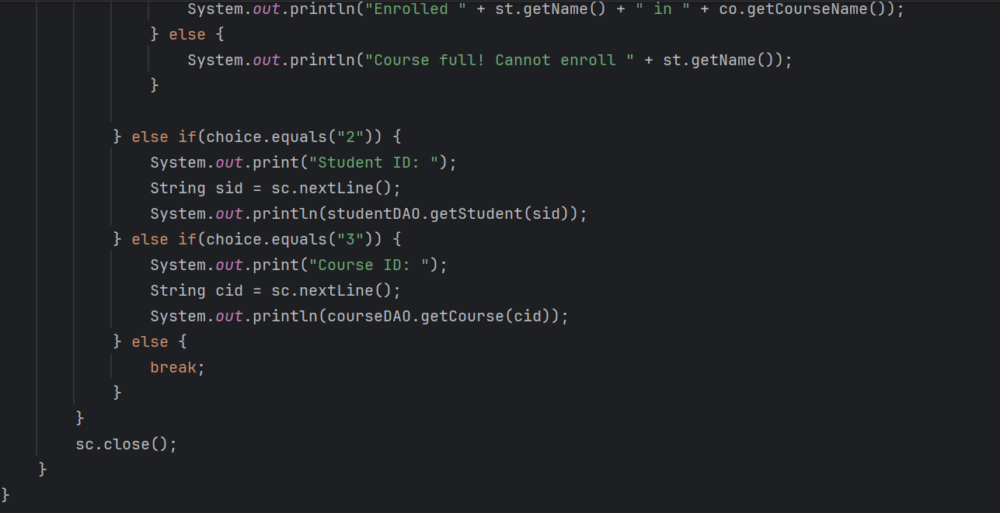 System.out.println("Enrolled " + st.getName() + " in " + co.getCourseName());
} else {
System.out.println("Course full! Cannot enroll " + st.getName());
}
} else if(choice.equals("2")) {
System.out.print("Student ID: ");
String sid = sc.nextLine();
System.out.println(studentDAO.getStudent(sid));
} else if(choice.equals("3")) {
System.out.print("Course ID: ");
String cid = sc.nextLine();
System.out.println(courseDAO.getCourse(cid));
} else {
break;
}
}
sc.close();
}
}